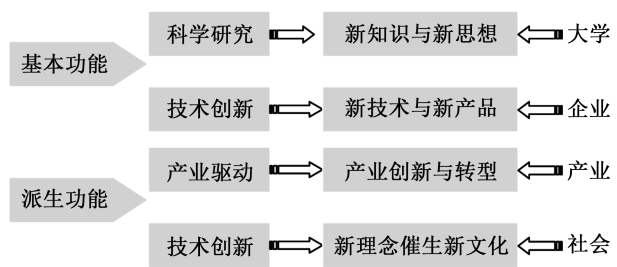 科学研究 新知识与新思想 大学
基本功能
技术创新 新技术与新产品 企业
产业驱动 产业创新与转型 产业
派生功能
技术创新 新理念催生新文化 社会